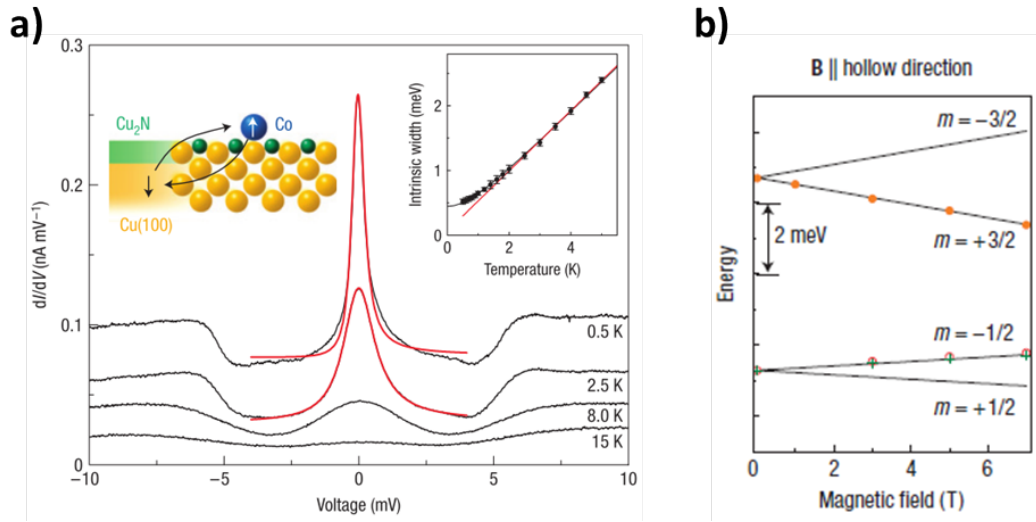 a)
0.3
0.2
0.1
0
dI/dV (nA mV⁻¹)
Cu₂N
Co
Cu(100)
2
1
0
Intrinsic width (meV)
0 2 4
Temperature (K)
0.5 K
2.5 K
8.0 K
15 K
−10 −5 0 5 10
Voltage (mV)
b)
B || hollow direction
m = −3/2
m = +3/2
2 meV
m = −1/2
m = +1/2
Energy
0 2 4 6
Magnetic field (T)